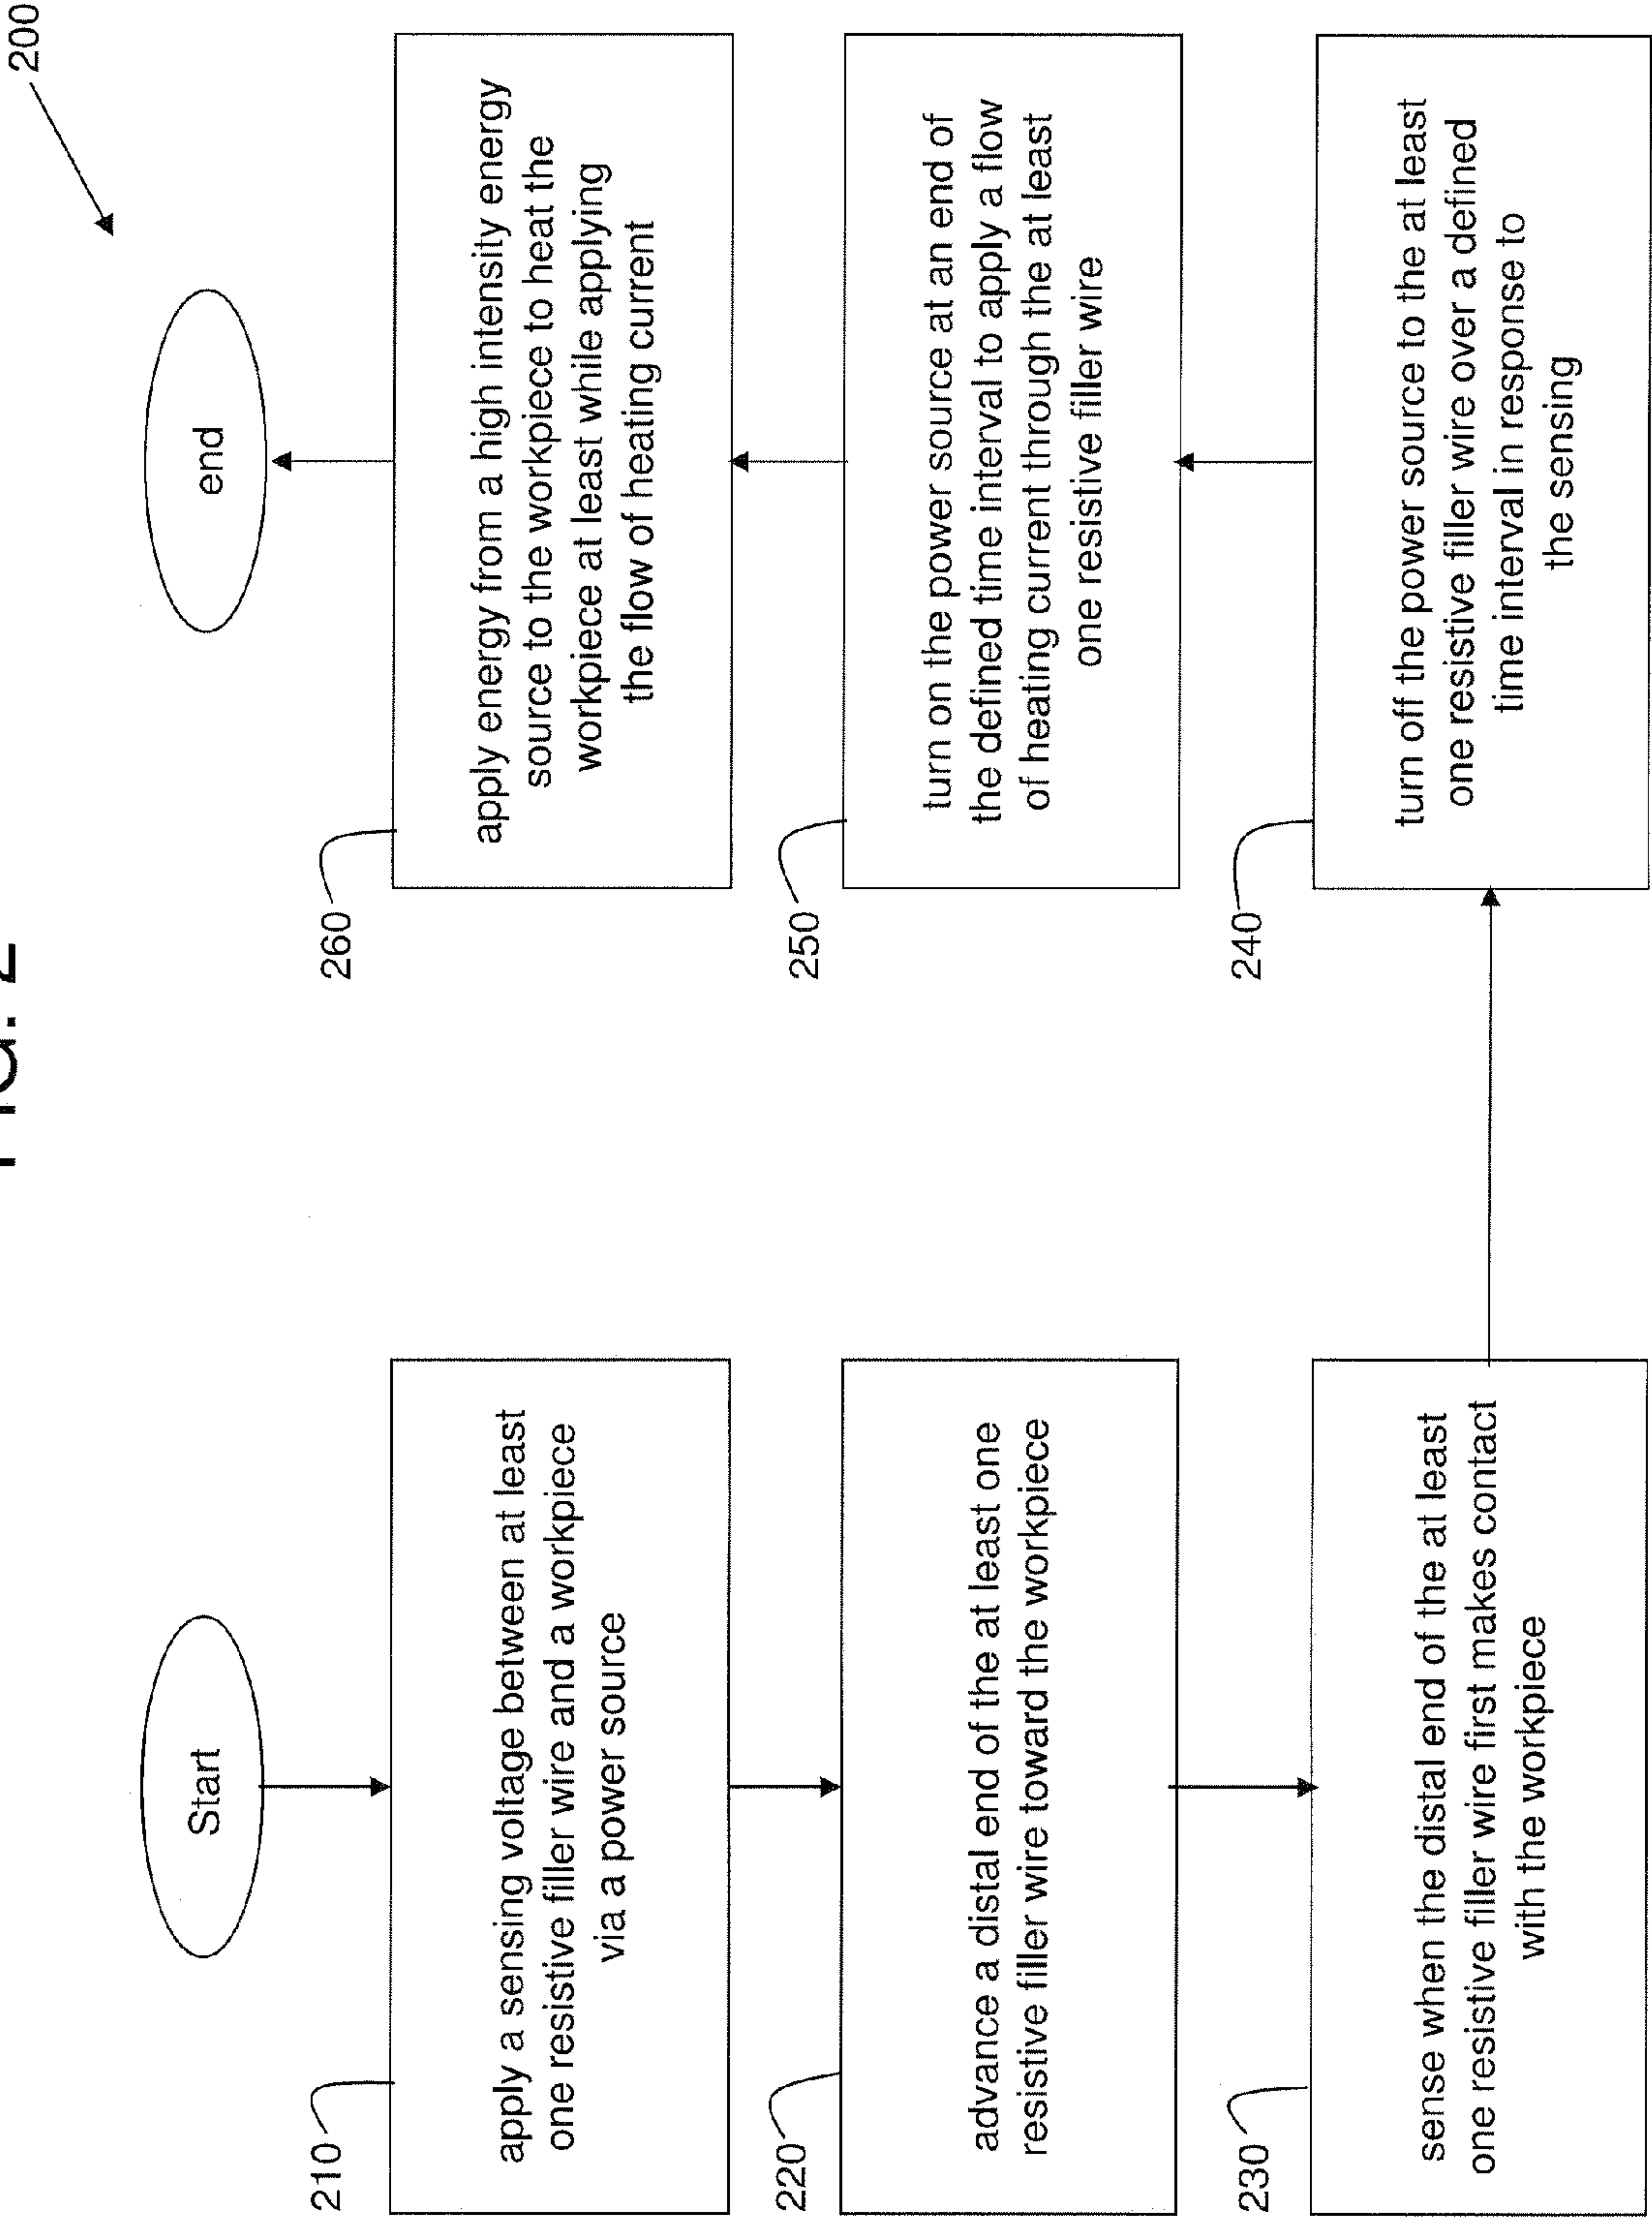 FIG. 2
200
Start
210
apply a sensing voltage between at least
one resistive filler wire and a workpiece
via a power source
220
advance a distal end of the at least one
resistive filler wire toward the workpiece
230
sense when the distal end of the at least
one resistive filler wire first makes contact
with the workpiece
240
turn off the power source to the at least
one resistive filler wire over a defined
time interval in response to
the sensing
250
turn on the power source at an end of
the defined time interval to apply a flow
of heating current through the at least
one resistive filler wire
260
apply energy from a high intensity energy
source to the workpiece to heat the
workpiece at least while applying
the flow of heating current
end